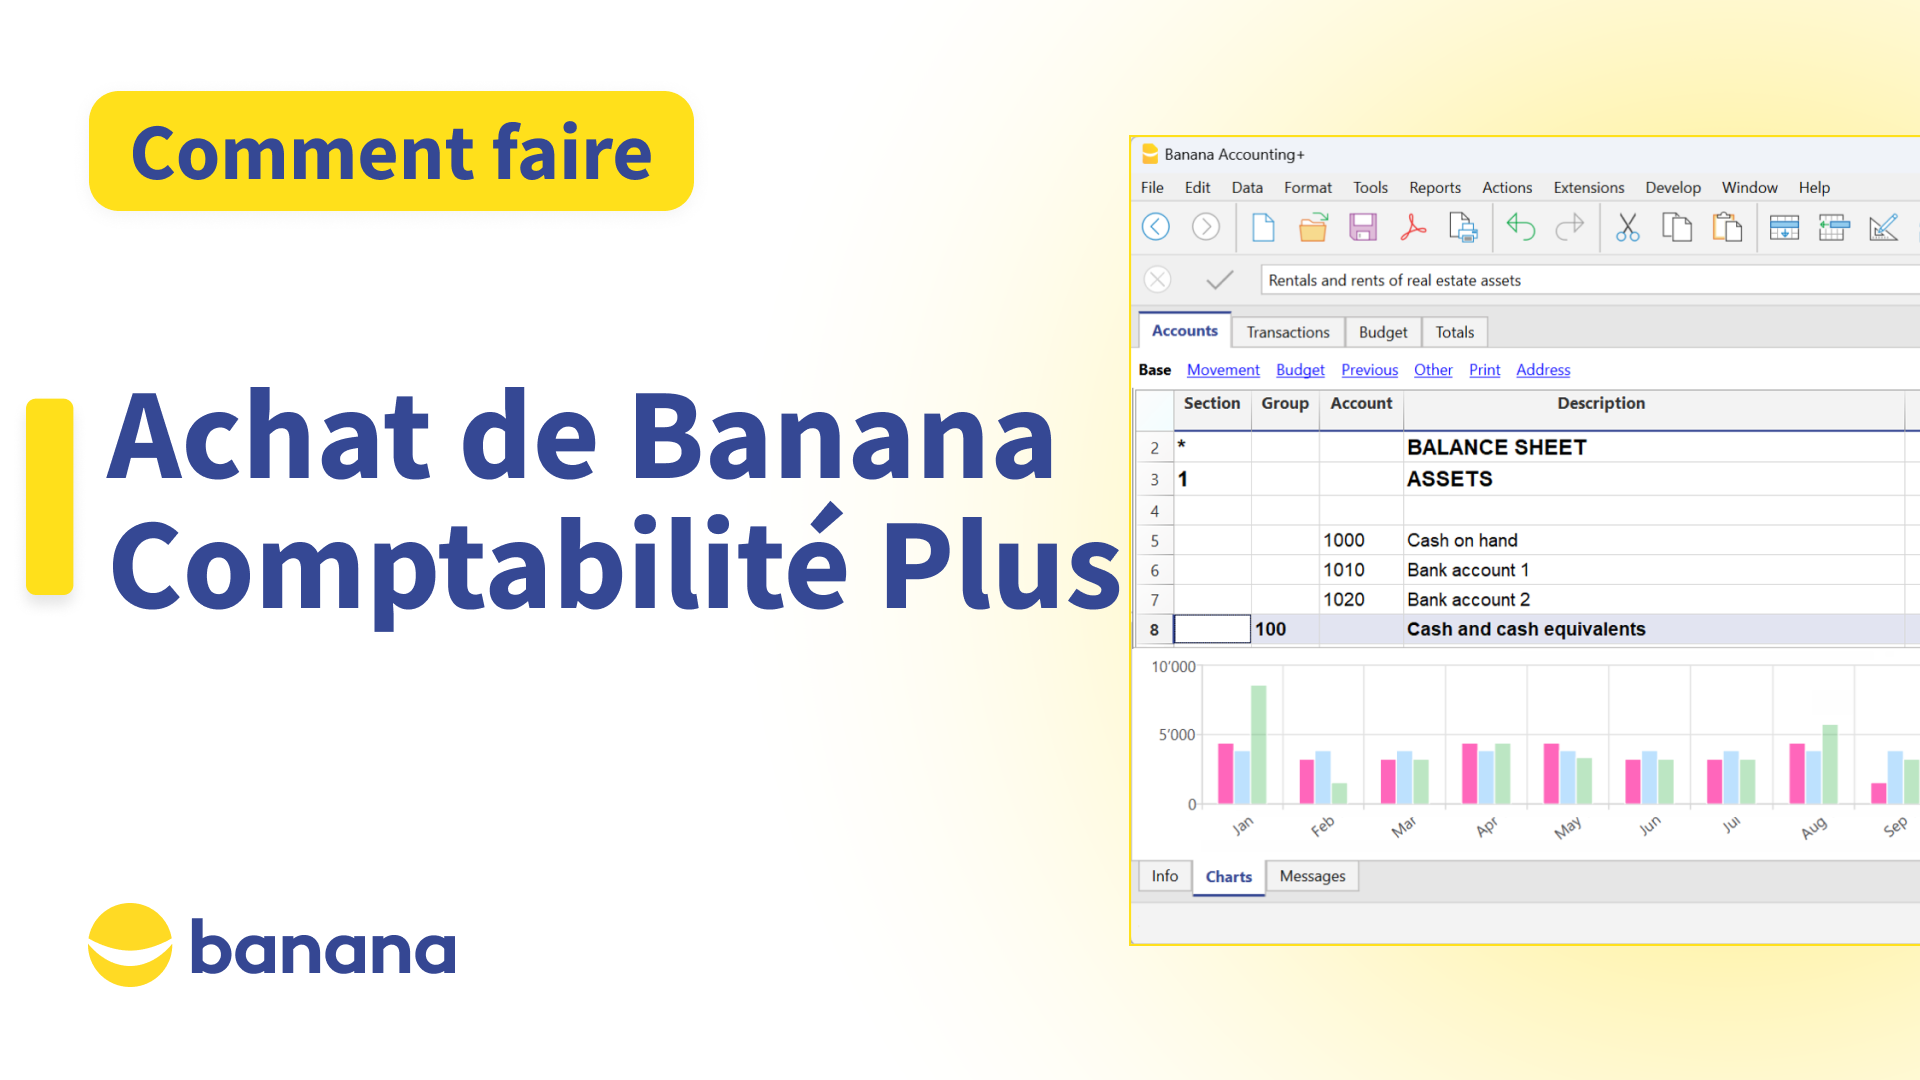 Comment faire
Achat de Banana
Comptabilité Plus
banana
Banana Accounting+
File Edit Data Format Tools Reports Actions Extensions Develop Window Help
Rentals and rents of real estate assets
Accounts Transactions Budget Totals
Base Movement Budget Previous Other Print Address
Section Group Account Description
2 * BALANCE SHEET
3 1 ASSETS
4
5 1000 Cash on hand
6 1010 Bank account 1
7 1020 Bank account 2
8 100 Cash and cash equivalents
10'000
5'000
0
Jan Feb Mar Apr May Jun Jul Aug Sep
Info Charts Messages